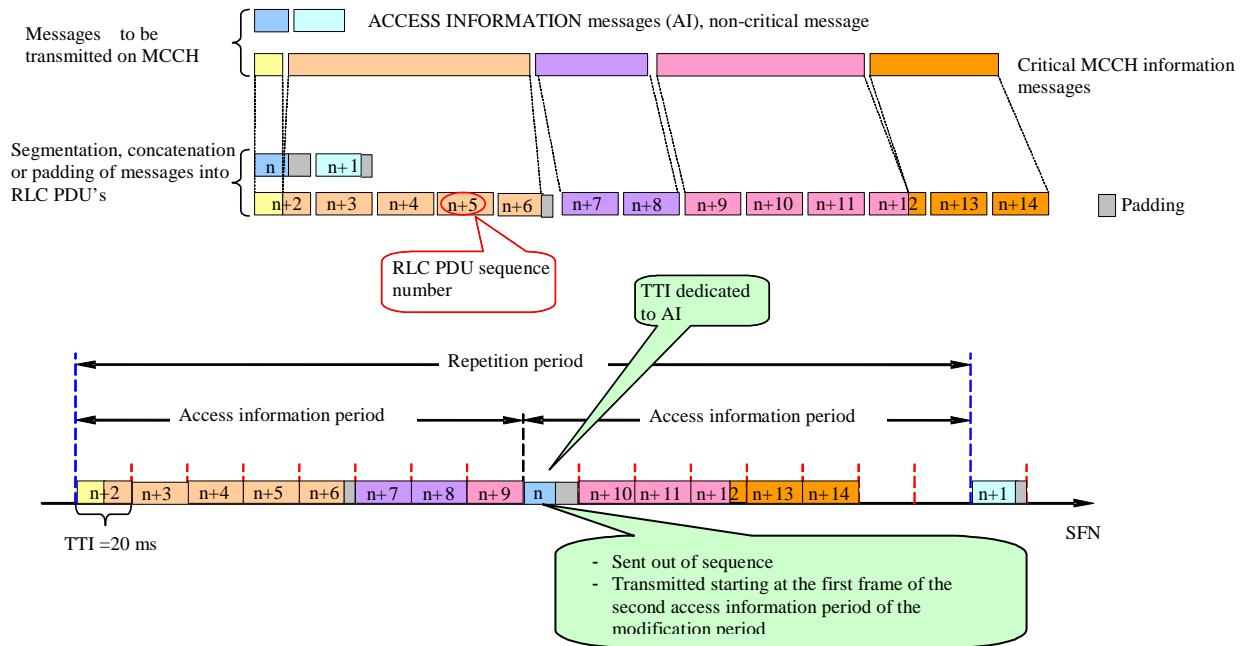 Messages to be
transmitted on MCCH
ACCESS INFORMATION messages (AI), non-critical message
Critical MCCH information
messages
Segmentation, concatenation
or padding of messages into
RLC PDU's
n
n+1
n+2
n+3
n+4
n+5
n+6
n+7
n+8
n+9
n+10
n+11
n+12
n+13
n+14
Padding
RLC PDU sequence
number
TTI dedicated
to AI
Repetition period
Access information period
Access information period
n+2
n+3
n+4
n+5
n+6
n+7
n+8
n+9
n
n+10
n+11
n+12
n+13
n+14
n+1
TTI =20 ms
SFN
- Sent out of sequence
- Transmitted starting at the first frame of the
second access information period of the
modification period